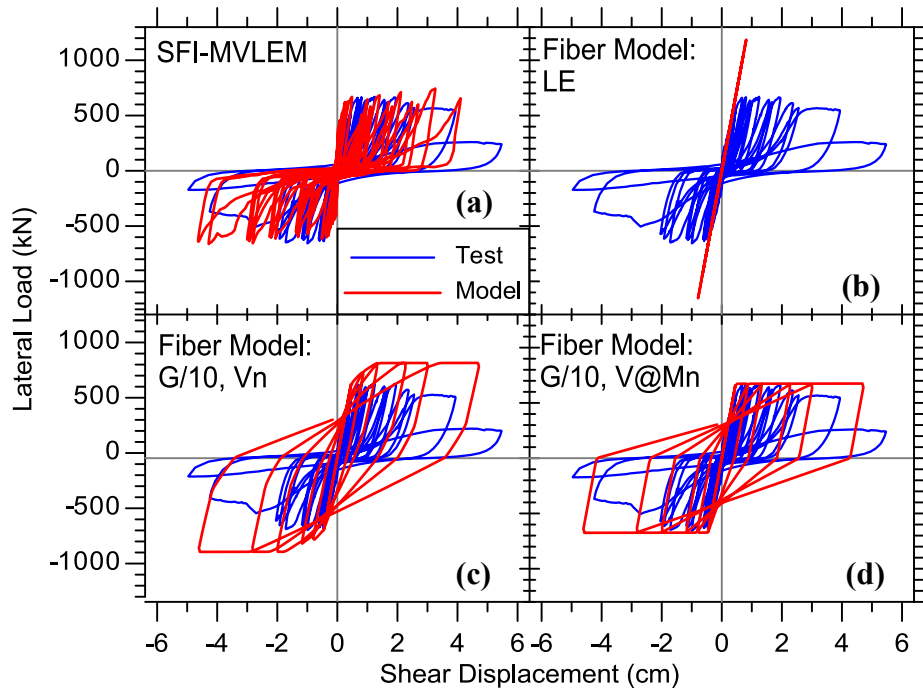 SFI-MVLEM
(a)
Fiber Model:
LE
(b)
Test
Model
Fiber Model:
G/10, Vn
(c)
Fiber Model:
G/10, V@Mn
(d)
1000
500
0
-500
-1000
1000
500
0
-500
-1000
Lateral Load (kN)
-6 -4 -2 0 2 4 6 -6 -4 -2 0 2 4 6
Shear Displacement (cm)